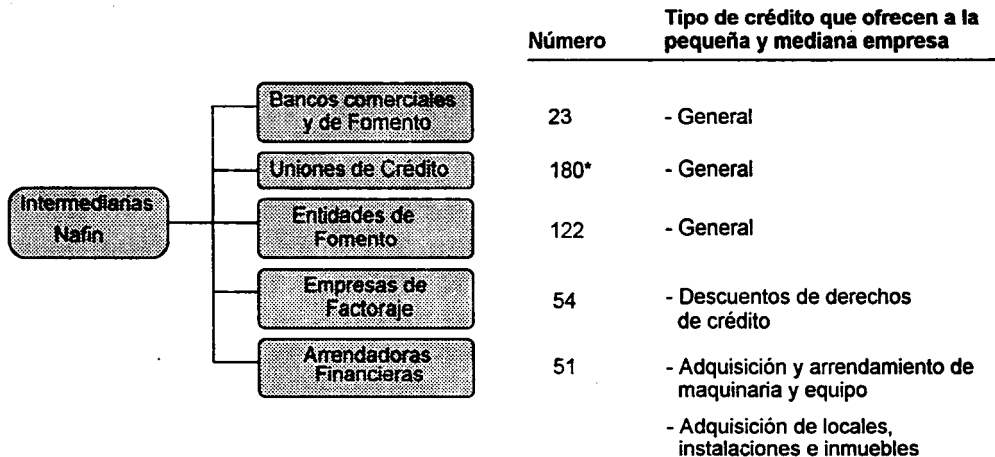 Número
Tipo de crédito que ofrecen a la
pequeña y mediana empresa
Intermediarias
Nafin
Bancos comerciales
y de Fomento
23
- General
Uniones de Crédito
180*
- General
Entidades de
Fomento
122
- General
Empresas de
Factoraje
54
- Descuentos de derechos
de crédito
Arrendadoras
Financieras
51
- Adquisición y arrendamiento de
maquinaria y equipo
- Adquisición de locales,
instalaciones e inmuebles